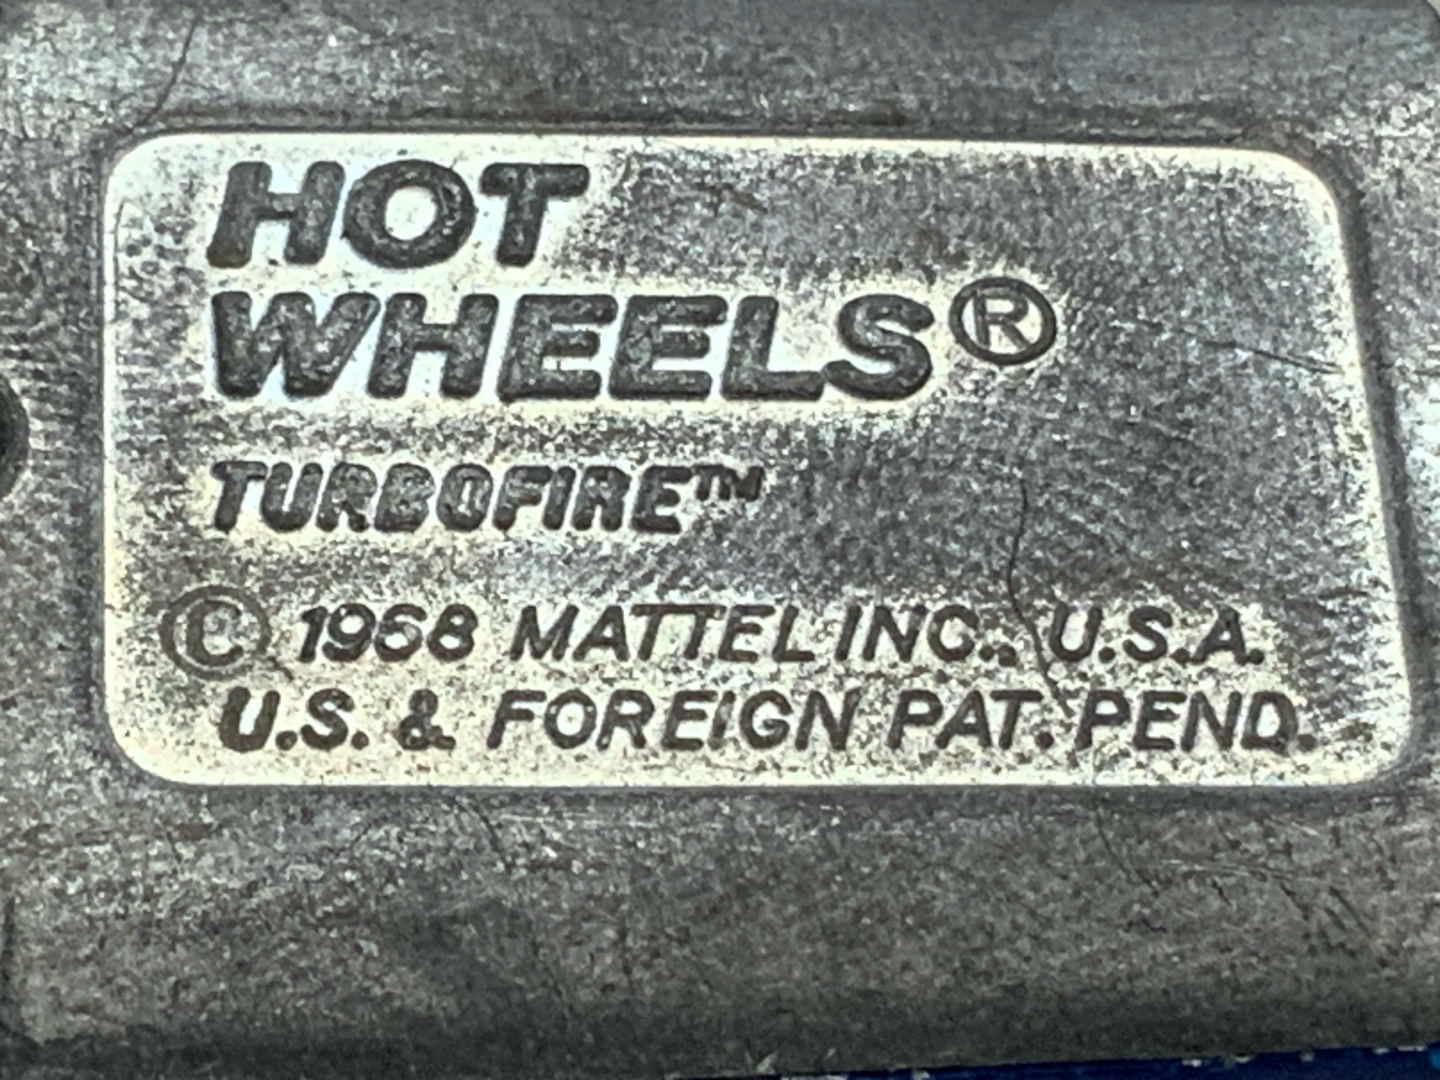 HOT
WHEELS®
TURBOFIRE™
© 1968 MATTEL INC., U.S.A.
U.S. & FOREIGN PAT. PEND.